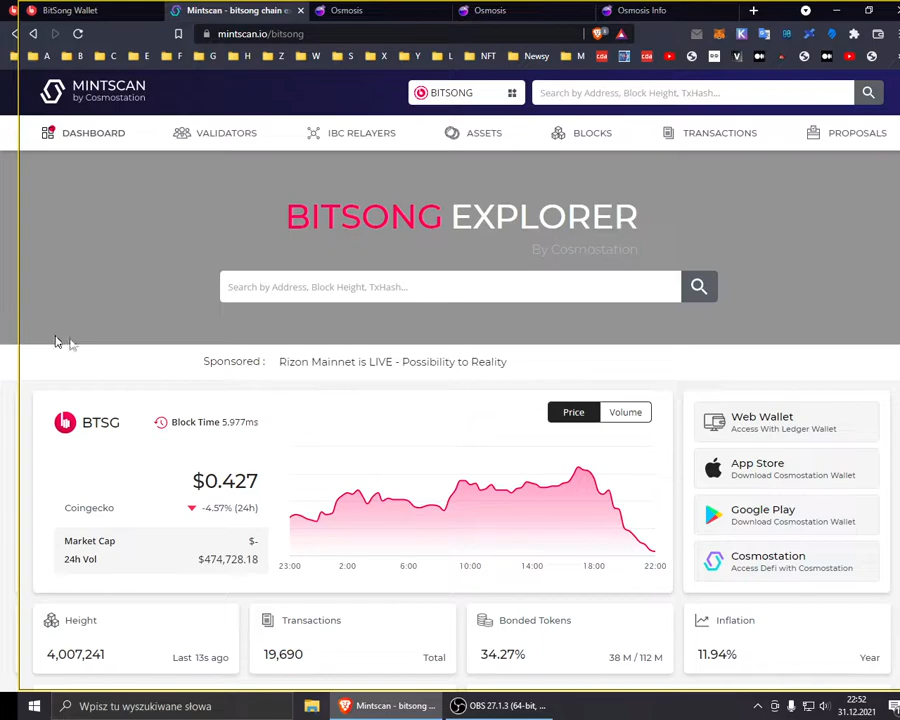 BitSong Wallet
Mintscan - bitsong chain e
Osmosis
Osmosis
Osmosis Info
mintscan.io/bitsong
A B C E F G H Z W S X Y L NFT Newsy M
MINTSCAN
by Cosmostation
BITSONG
Search by Address, Block Height, TxHash...
DASHBOARD
VALIDATORS
IBC RELAYERS
ASSETS
BLOCKS
TRANSACTIONS
PROPOSALS
BITSONG EXPLORER
By Cosmostation
Search by Address, Block Height, TxHash...
Sponsored : Rizon Mainnet is LIVE - Possibility to Reality
BTSG
Block Time 5.977ms
Price
Volume
$0.427
Coingecko
-4.57% (24h)
Market Cap $-
24h Vol $474,728.18
23:00 2:00 6:00 10:00 14:00 18:00 22:00
Web Wallet
Access With Ledger Wallet
App Store
Download Cosmostation Wallet
Google Play
Download Cosmostation Wallet
Cosmostation
Access Defi with Cosmostation
Height
4,007,241
Last 13s ago
Transactions
19,690
Total
Bonded Tokens
34.27%
38 M / 112 M
Inflation
11.94%
Year
Wpisz tu wyszukiwane słowa
Mintscan - bitsong ...
OBS 27.1.3 (64-bit, ...
22:52
31.12.2021